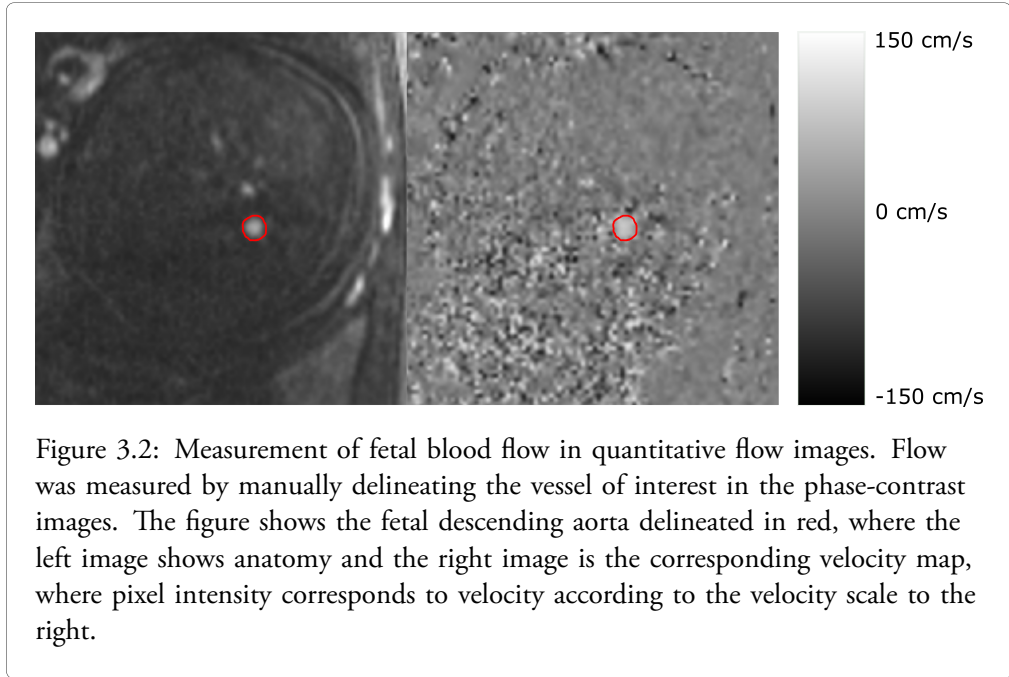 150 cm/s
0 cm/s
-150 cm/s
Figure 3.2: Measurement of fetal blood flow in quantitative flow images. Flow
was measured by manually delineating the vessel of interest in the phase-contrast
images. The figure shows the fetal descending aorta delineated in red, where the
left image shows anatomy and the right image is the corresponding velocity map,
where pixel intensity corresponds to velocity according to the velocity scale to the
right.